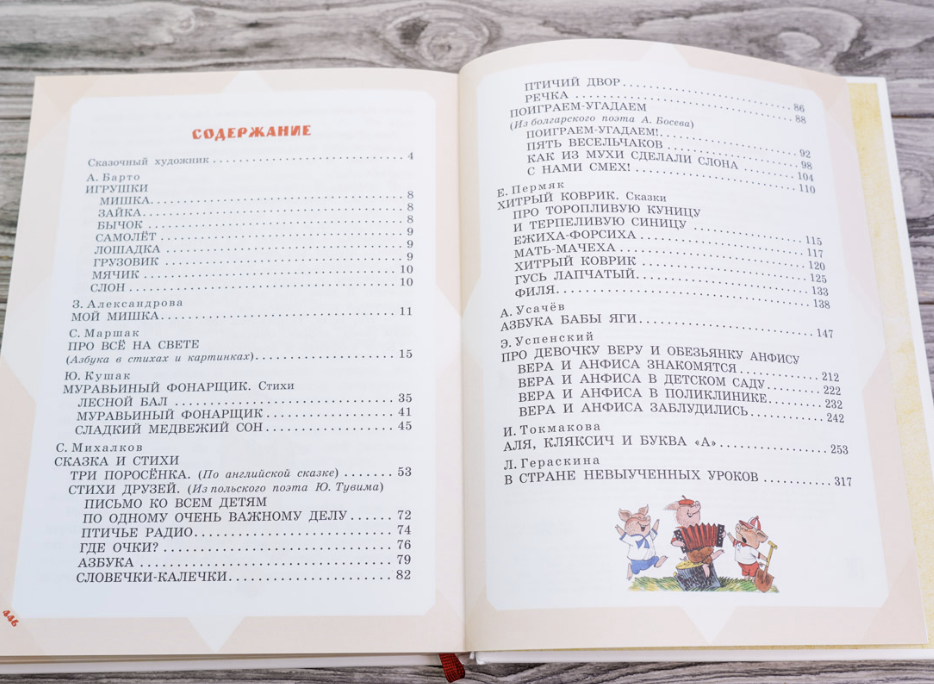 СОДЕРЖАНИЕ
Сказочный художник 4
А. Барто
ИГРУШКИ
МИШКА 8
ЗАЙКА 8
БЫЧОК 8
САМОЛЁТ 9
ЛОШАДКА 9
ГРУЗОВИК 9
МЯЧИК 10
СЛОН 10
З. Александрова
МОЙ МИШКА 11
С. Маршак
ПРО ВСЁ НА СВЕТЕ
(Азбука в стихах и картинках) 15
Ю. Кушак
МУРАВЬИНЫЙ ФОНАРЩИК. Стихи
ЛЕСНОЙ БАЛ 35
МУРАВЬИНЫЙ ФОНАРЩИК 41
СЛАДКИЙ МЕДВЕЖИЙ СОН 45
С. Михалков
СКАЗКА И СТИХИ
ТРИ ПОРОСЁНКА. (По английской сказке) 53
СТИХИ ДРУЗЕЙ. (Из польского поэта Ю. Тувима)
ПИСЬМО КО ВСЕМ ДЕТЯМ
ПО ОДНОМУ ОЧЕНЬ ВАЖНОМУ ДЕЛУ 72
ПТИЧЬЕ РАДИО 74
ГДЕ ОЧКИ? 76
АЗБУКА 79
СЛОВЕЧКИ-КАЛЕЧКИ 82
446
ПТИЧИЙ ДВОР 86
РЕЧКА 88
ПОИГРАЕМ-УГАДАЕМ
(Из болгарского поэта А. Босева)
ПОИГРАЕМ-УГАДАЕМ! 92
ПЯТЬ ВЕСЕЛЬЧАКОВ 98
КАК ИЗ МУХИ СДЕЛАЛИ СЛОНА 104
С НАМИ СМЕХ! 110
Е. Пермяк
ХИТРЫЙ КОВРИК. Сказки
ПРО ТОРОПЛИВУЮ КУНИЦУ
И ТЕРПЕЛИВУЮ СИНИЦУ 115
ЕЖИХА-ФОРСИХА 117
МАТЬ-МАЧЕХА 120
ХИТРЫЙ КОВРИК 125
ГУСЬ ЛАПЧАТЫЙ 133
ФИЛЯ 138
А. Усачёв
АЗБУКА БАБЫ ЯГИ 147
Э. Успенский
ПРО ДЕВОЧКУ ВЕРУ И ОБЕЗЬЯНКУ АНФИСУ
ВЕРА И АНФИСА ЗНАКОМЯТСЯ 212
ВЕРА И АНФИСА В ДЕТСКОМ САДУ 222
ВЕРА И АНФИСА В ПОЛИКЛИНИКЕ 232
ВЕРА И АНФИСА ЗАБЛУДИЛИСЬ 242
И. Токмакова
АЛЯ, КЛЯКСИЧ И БУКВА «А» 253
Л. Гераскина
В СТРАНЕ НЕВЫУЧЕННЫХ УРОКОВ 317